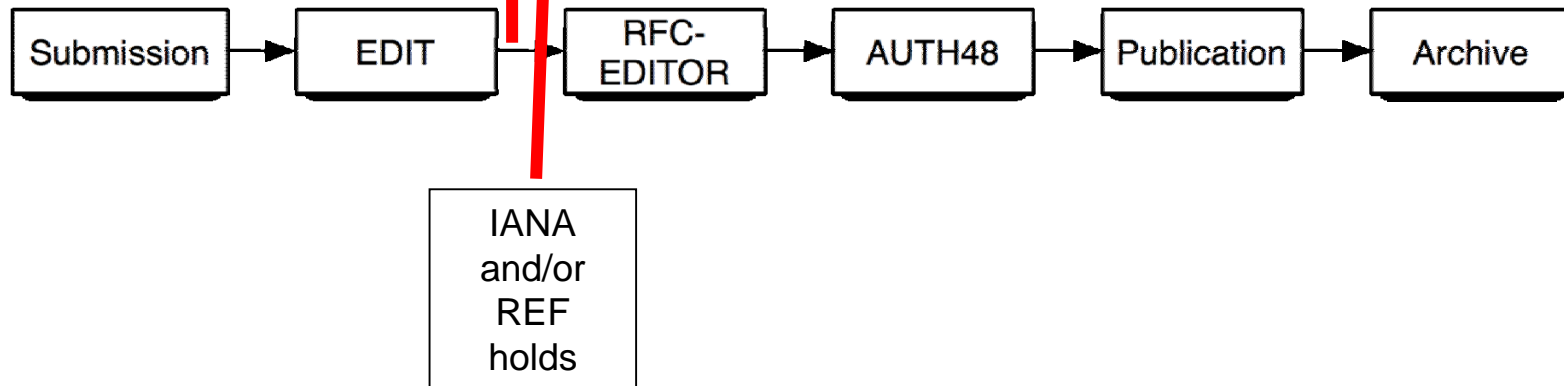 Submission
EDIT
RFC-
EDITOR
AUTH48
Publication
Archive
IANA
and/or
REF
holds